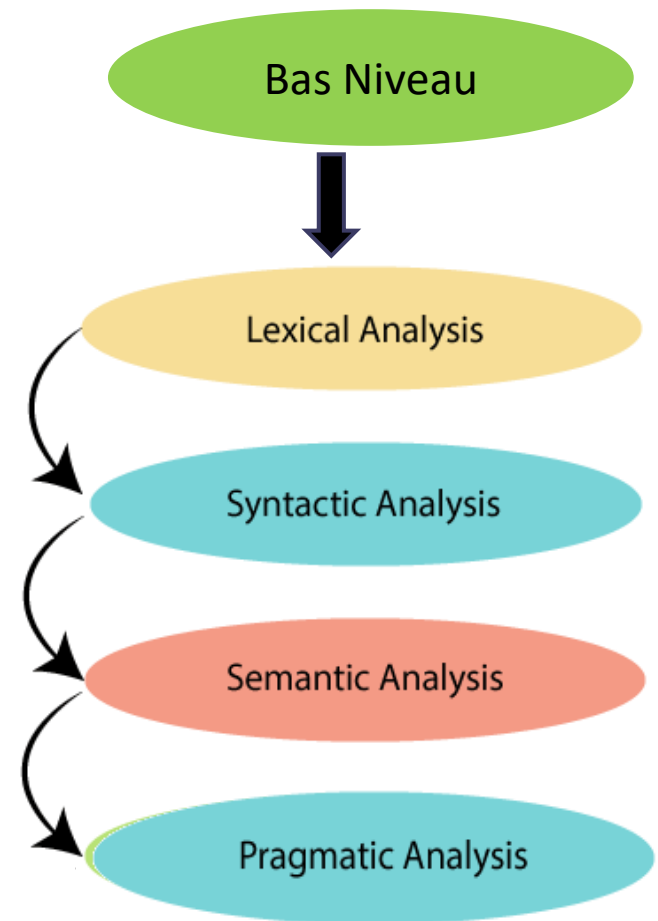 Bas Niveau
Lexical Analysis
Syntactic Analysis
Semantic Analysis
Pragmatic Analysis